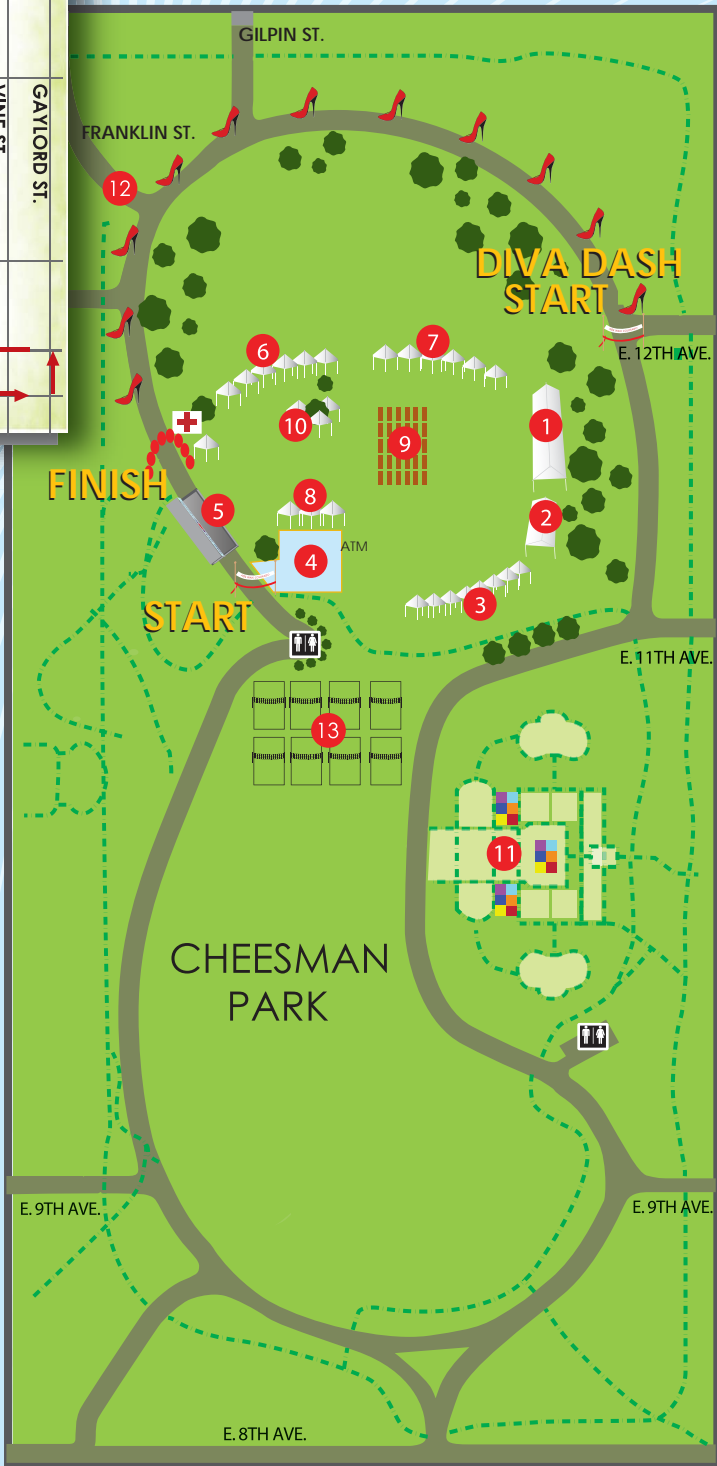 GILPIN ST.
GAYLORD ST.
FRANKLIN ST.
12
DIVA DASH
START
E. 12TH AVE.
6
7
10
9
1
FINISH
5
8
2
ATM
4
3
START
E. 11TH AVE.
13
11
CHEESMAN
PARK
E. 9TH AVE.
E. 9TH AVE.
E. 8TH AVE.